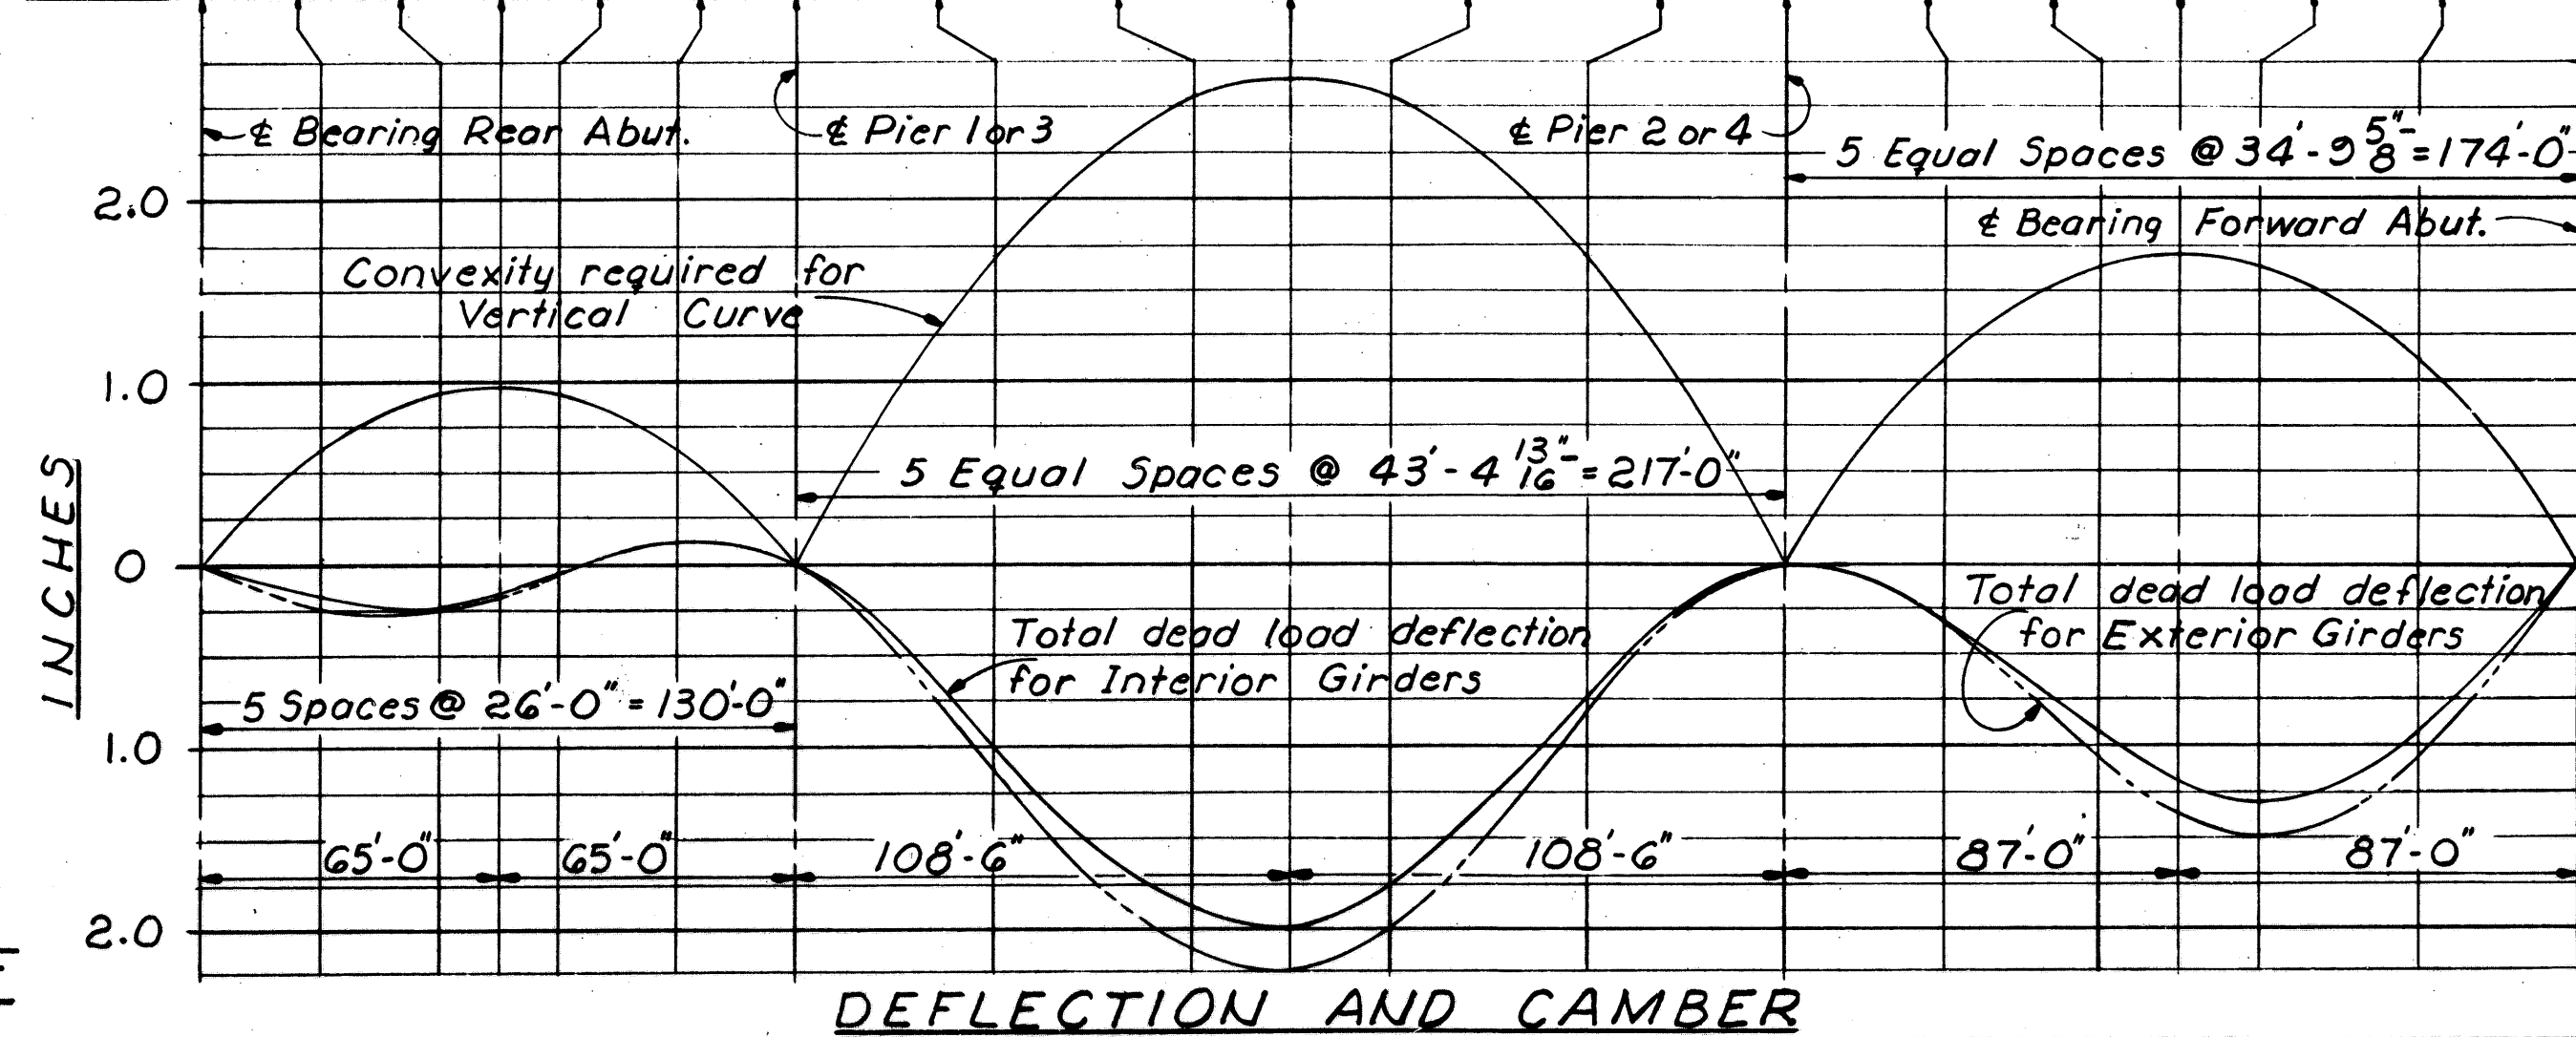 ℄ Bearing Rear Abut.
℄ Pier 1 or 3
℄ Pier 2 or 4
5 Equal Spaces @ 34'-9 5/8"- = 174'-0"
2.0
℄ Bearing Forward Abut.
Convexity required for
Vertical Curve
1.0
5 Equal Spaces @ 43'-4 13/16"- = 217'-0"
INCHES
0
Total dead load deflection
for Exterior Girders
Total dead load deflection
for Interior Girders
5 Spaces @ 26'-0" = 130'-0"
1.0
65'-0"
65'-0"
108'-6"
108'-6"
87'-0"
87'-0"
2.0
DEFLECTION AND CAMBER